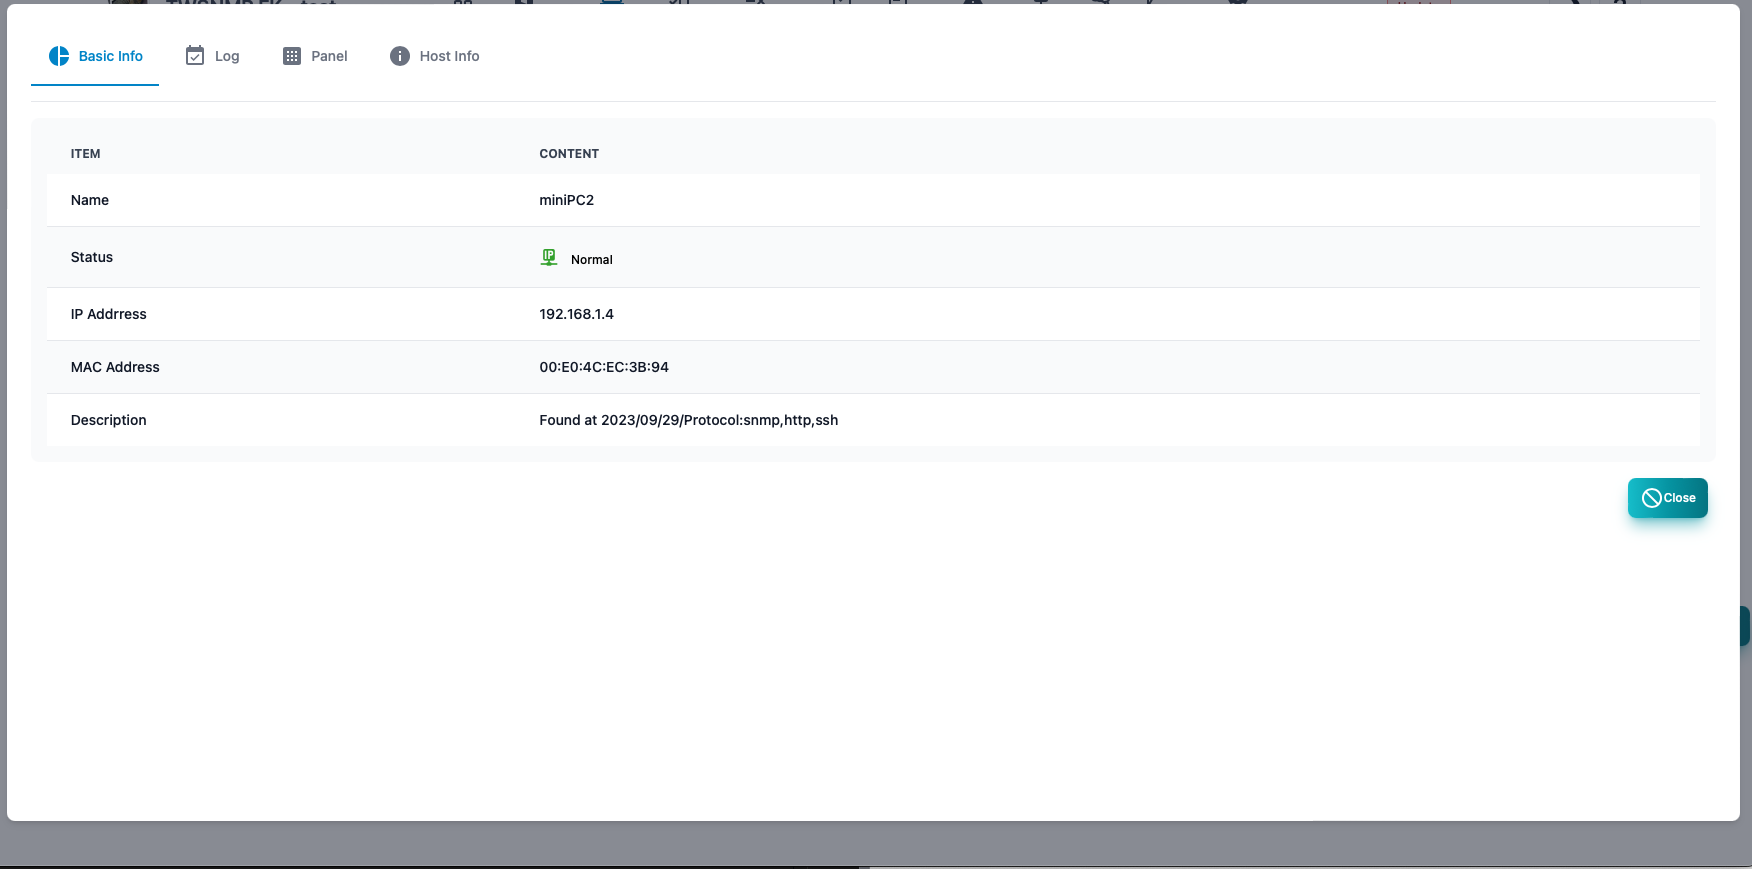 Basic Info Log Panel Host Info
ITEM CONTENT
Name miniPC2
Status Normal
IP Addrress 192.168.1.4
MAC Address 00:E0:4C:EC:3B:94
Description Found at 2023/09/29/Protocol:snmp,http,ssh
Close